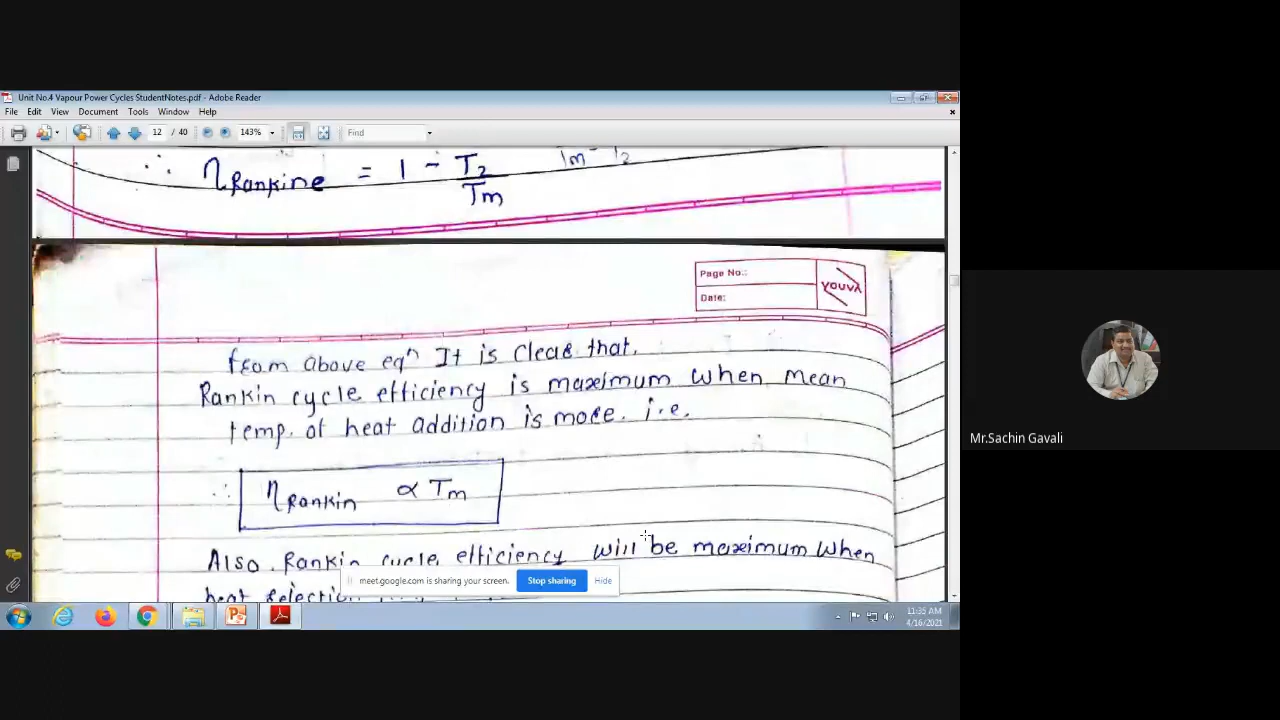 Unit No.4 Vapour Power Cycles StudentNotes.pdf - Adobe Reader
File Edit View Document Tools Window Help
12 / 40 143% Find
∴ ηRankine = 1 - T2/Tm Tm - T2
Page No.:
Date:
YOUVA
from above eqn It is Clear that.
Rankin cycle efficiency is maximum when mean
temp. of heat addition is more. i.e.
∴ ηRankin ∝ Tm
Also Rankin cycle efficiency will be maximum when
heat
meet.google.com is sharing your screen. Stop sharing Hide
11:35 AM
4/16/2021
Mr.Sachin Gavali